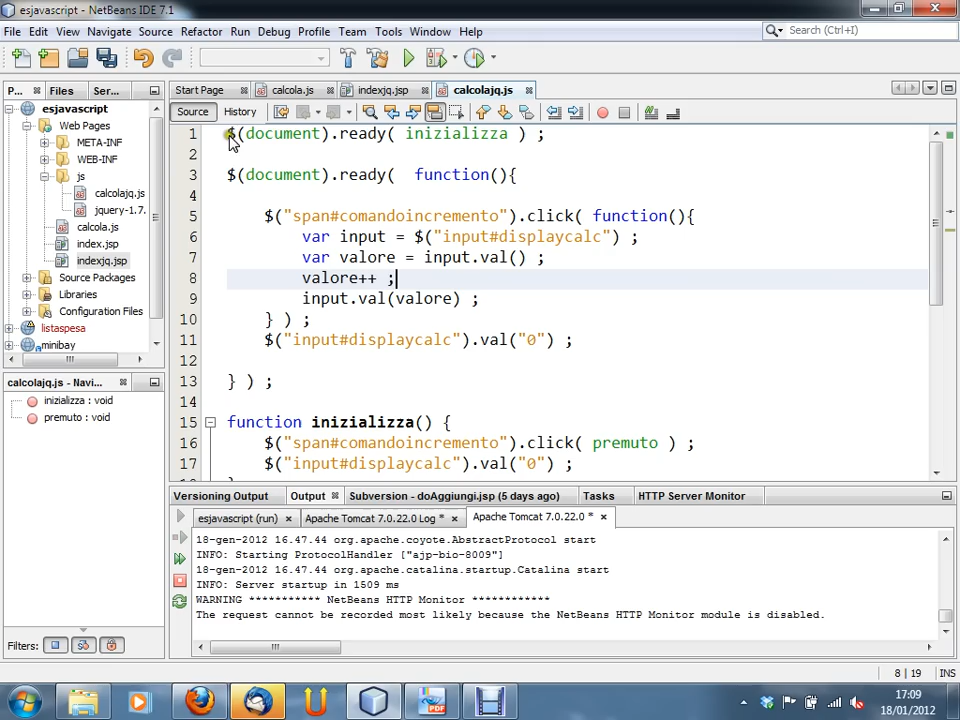 esjavascript - NetBeans IDE 7.1
File Edit View Navigate Source Refactor Run Debug Profile Team Tools Window Help
Search (Ctrl+I)
P... Files Ser...
Start Page calcola.js indexjq.jsp calcolajq.js
Source History
esjavascript
Web Pages
META-INF
WEB-INF
js
calcolajq.js
jquery-1.7.
calcola.js
index.jsp
indexjq.jsp
Source Packages
Libraries
Configuration Files
listaspesa
minibay
calcolajq.js - Navi...
inizializza : void
premuto : void
Filters:
1 $(document).ready( inizializza ) ;
2
3 $(document).ready(  function(){
4
5 $("span#comandoincremento").click( function(){
6 var input = $("input#displaycalc") ;
7 var valore = input.val() ;
8 valore++ ;
9 input.val(valore) ;
10 } ) ;
11 $("input#displaycalc").val("0") ;
12
13 } ) ;
14
15 function inizializza() {
16 $("span#comandoincremento").click( premuto ) ;
17 $("input#displaycalc").val("0") ;
Versioning Output Output Subversion - doAggiungi.jsp (5 days ago) Tasks HTTP Server Monitor
esjavascript (run) Apache Tomcat 7.0.22.0 Log * Apache Tomcat 7.0.22.0 *
18-gen-2012 16.47.44 org.apache.coyote.AbstractProtocol start
INFO: Starting ProtocolHandler ["ajp-bio-8009"]
18-gen-2012 16.47.44 org.apache.catalina.startup.Catalina start
INFO: Server startup in 1509 ms
WARNING *********** NetBeans HTTP Monitor ************
The request cannot be recorded most likely because the NetBeans HTTP Monitor module is disabled.
8 | 19 INS
17:09
18/01/2012